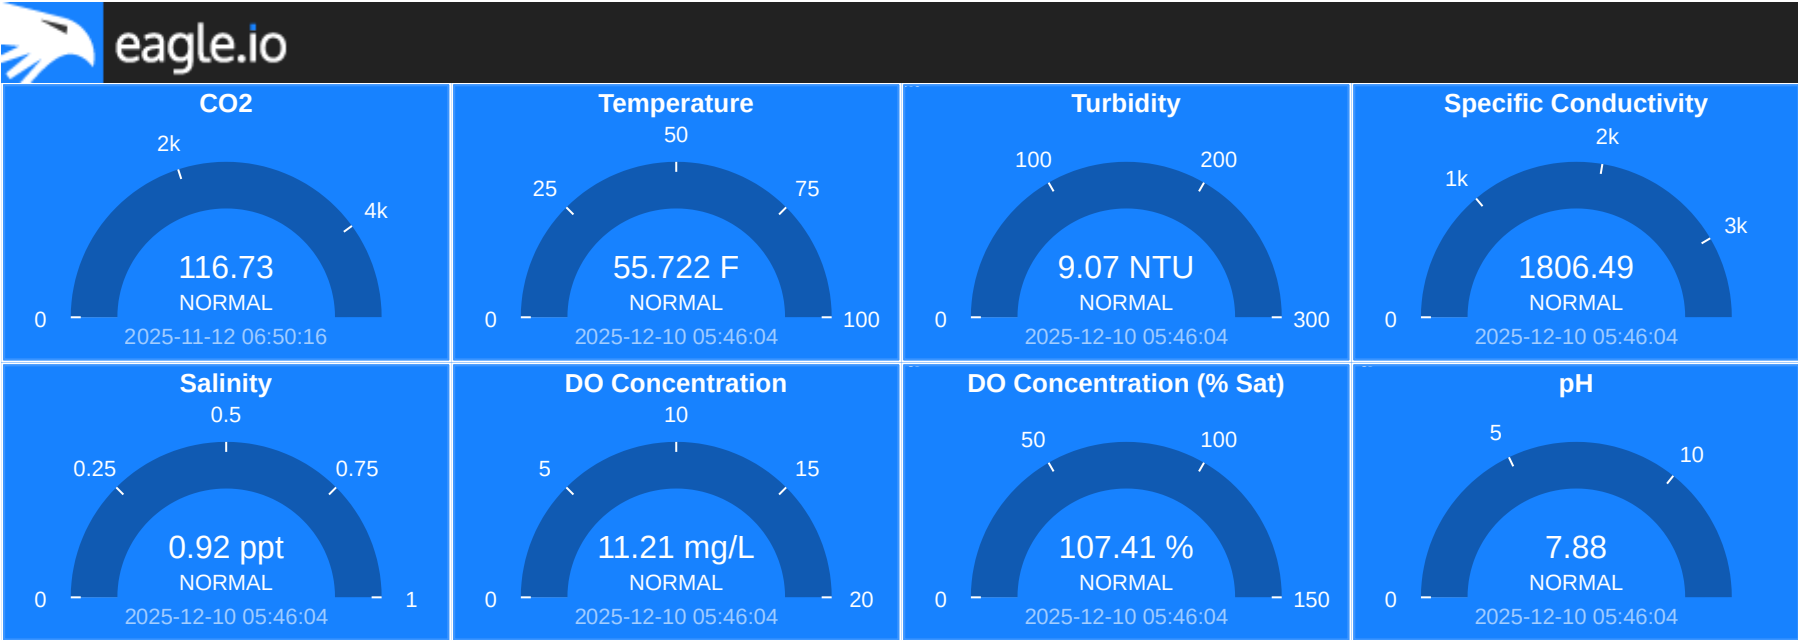 eagle.io
CO2
2k
4k
0
116.73
NORMAL
2025-11-12 06:50:16
Temperature
50
25
75
0
100
55.722 F
NORMAL
2025-12-10 05:46:04
Turbidity
100
200
0
300
9.07 NTU
NORMAL
2025-12-10 05:46:04
Specific Conductivity
2k
1k
3k
0
1806.49
NORMAL
2025-12-10 05:46:04
Salinity
0.5
0.25
0.75
0
1
0.92 ppt
NORMAL
2025-12-10 05:46:04
DO Concentration
10
5
15
0
20
11.21 mg/L
NORMAL
2025-12-10 05:46:04
DO Concentration (% Sat)
50
100
0
150
107.41 %
NORMAL
2025-12-10 05:46:04
pH
5
10
0
7.88
NORMAL
2025-12-10 05:46:04